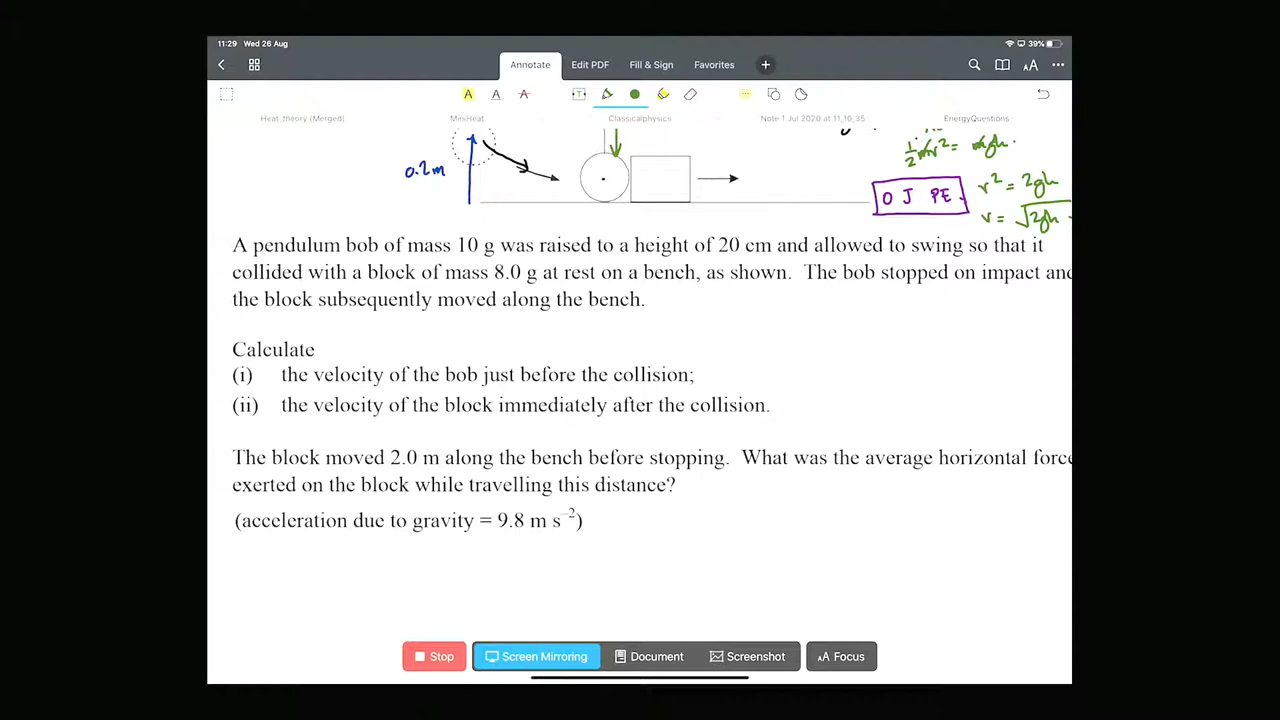 11:29 Wed 26 Aug 39%
Annotate Edit PDF Fill & Sign Favorites
Heat_theory (Merged) MiniHeat Classicalphysics Note 1 Jul 2020 at 11_10_35 EnergyQuestions
½mv² = mgh
0.2m
v² = 2gh
0 J PE
v = √2gh
A pendulum bob of mass 10 g was raised to a height of 20 cm and allowed to swing so that it
collided with a block of mass 8.0 g at rest on a bench, as shown. The bob stopped on impact and
the block subsequently moved along the bench.
Calculate
(i) the velocity of the bob just before the collision;
(ii) the velocity of the block immediately after the collision.
The block moved 2.0 m along the bench before stopping. What was the average horizontal force
exerted on the block while travelling this distance?
(acceleration due to gravity = 9.8 m s⁻²)
Stop Screen Mirroring Document Screenshot AA Focus